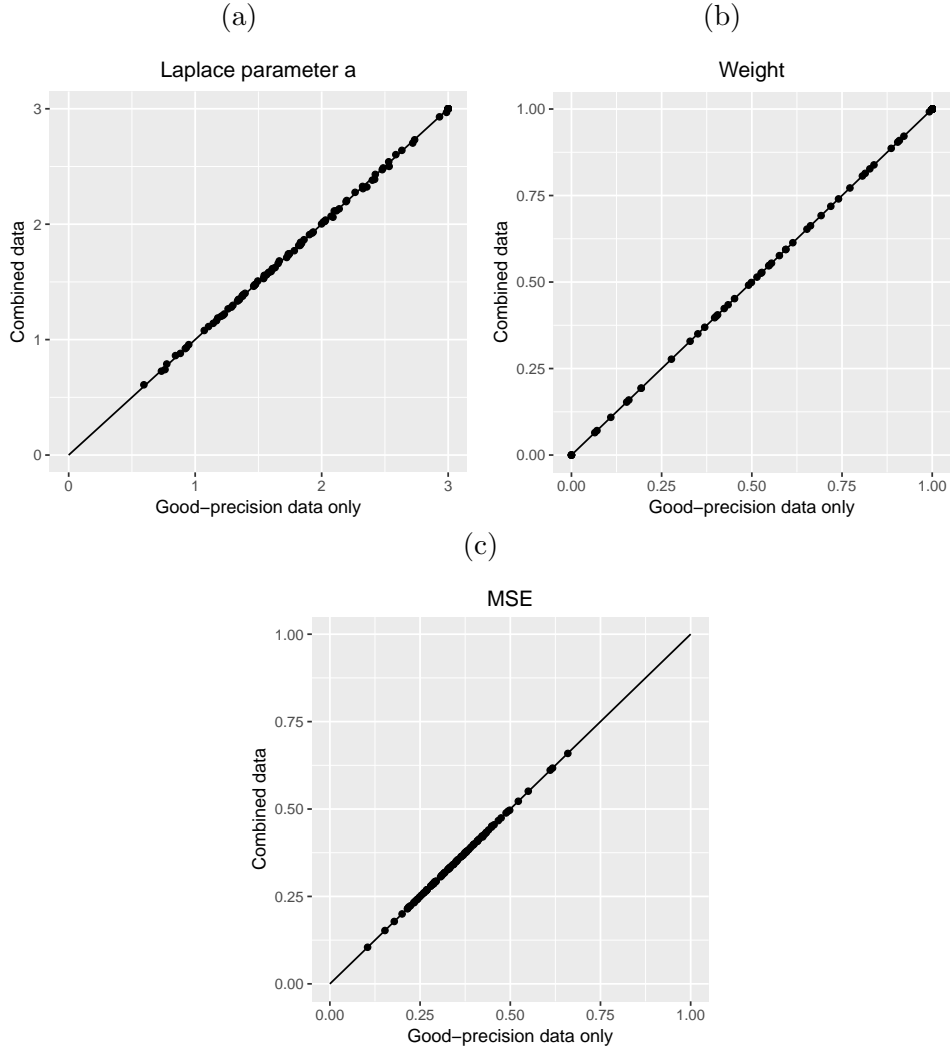 (a)
Laplace parameter a
3
2
1
0
Combined data
0 1 2 3
Good−precision data only
(b)
Weight
1.00
0.75
0.50
0.25
0.00
Combined data
0.00 0.25 0.50 0.75 1.00
Good−precision data only
(c)
MSE
1.00
0.75
0.50
0.25
0.00
Combined data
0.00 0.25 0.50 0.75 1.00
Good−precision data only